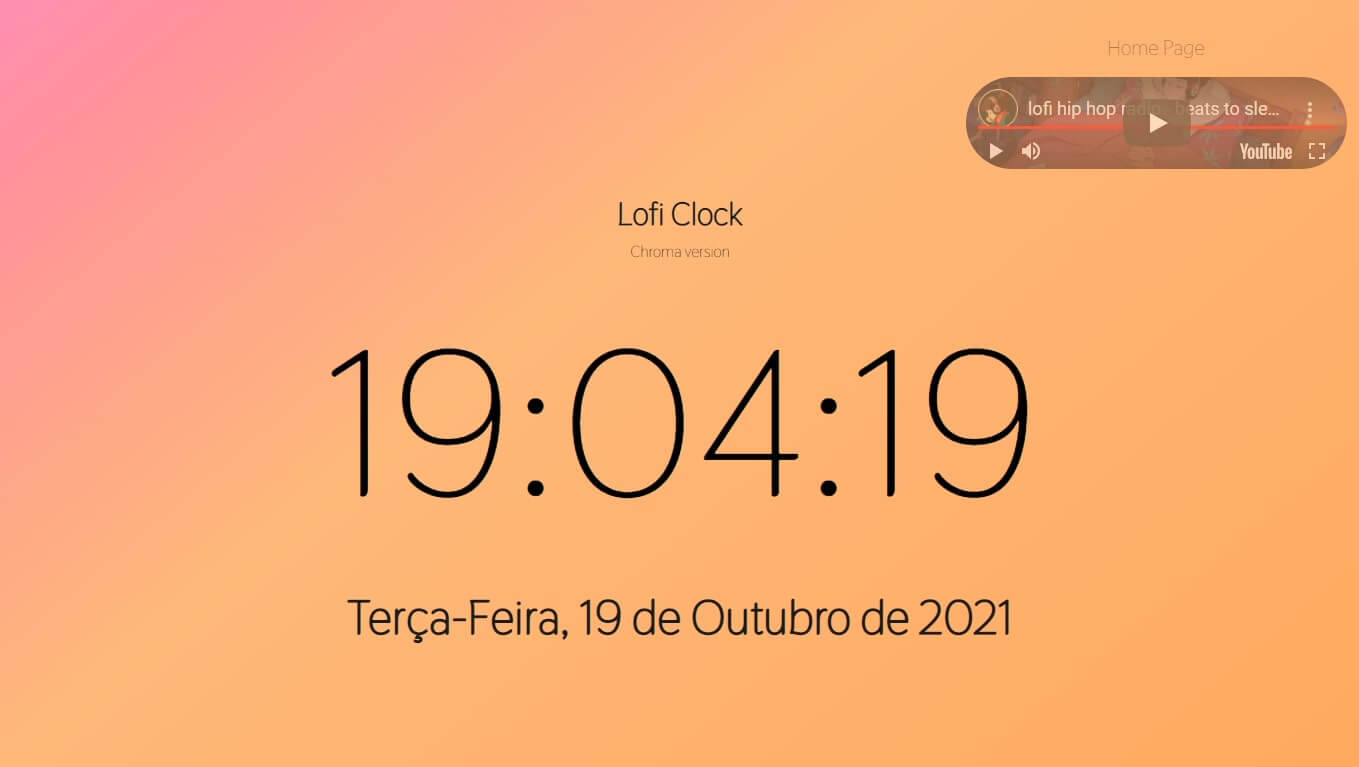 Home Page
lofi hip hop radio - beats to sle...
YouTube
Lofi Clock
Chroma version
19:04:19
Terça-Feira, 19 de Outubro de 2021